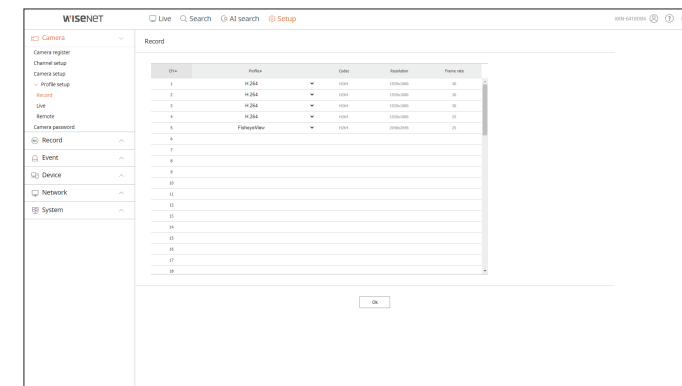 WISENET
Live Search AI search Setup
Camera
Camera register
Channel setup
Camera setup
Profile setup
Record
Live
Remote
Camera password
Record
Event
Device
Network
System
Record
CH Profile Codec Resolution Frame rate
1 H.264 H264 1920x1080 30
2 H.264 H264 1920x1080 30
3 H.264 H264 1920x1080 30
4 H.264 H264 1920x1080 25
5 FisheyeView H264 25
6
7
8
9
10
11
12
13
14
15
16
17
18
Ok